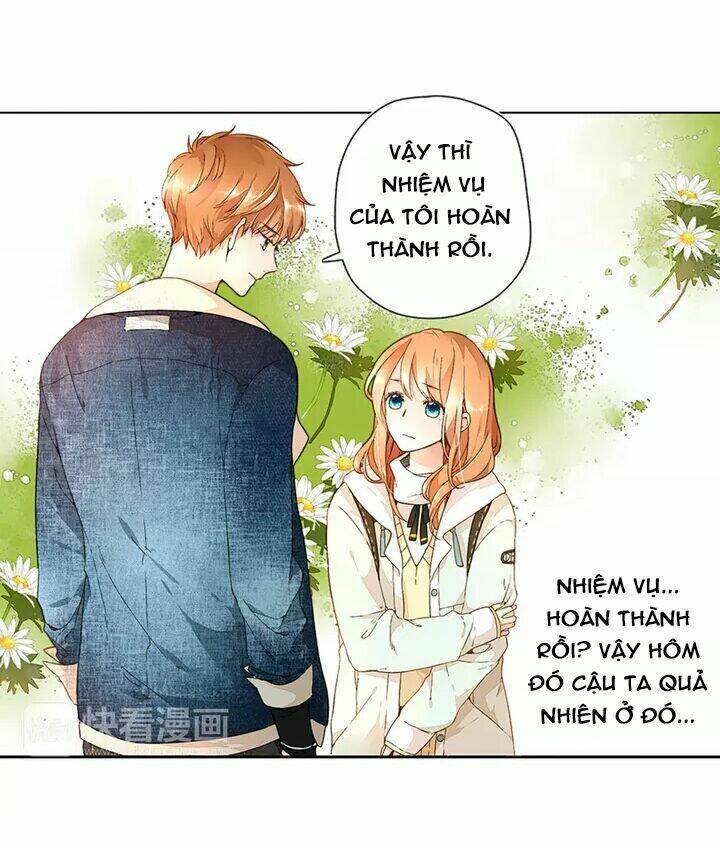 VẬY THÌ
NHIỆM VỤ
CỦA TÔI HOÀN
THÀNH RỒI.
NHIỆM VỤ...
HOÀN THÀNH
RỒI? VẬY HÔM
ĐÓ CẬU TA QUẢ
NHIÊN Ở ĐÓ...
快看漫画